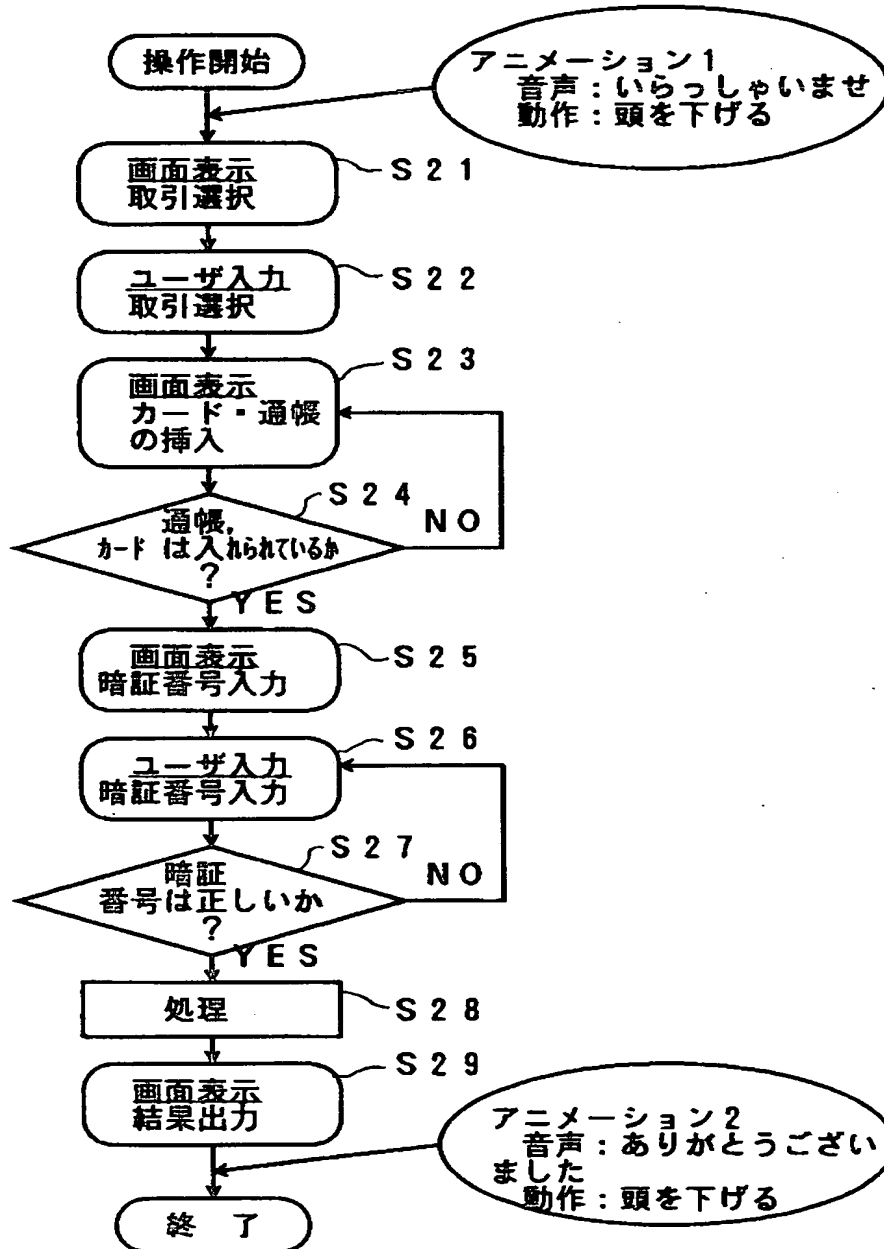 操作開始
アニメーション1
音声：いらっしゃいませ
動作：頭を下げる
画面表示
取引選択
S21
ユーザ入力
取引選択
S22
画面表示
カード・通帳
の挿入
S23
通帳,
カード は入れられているか
?
S24
NO
YES
画面表示
暗証番号入力
S25
ユーザ入力
暗証番号入力
S26
暗証
番号は正しいか
?
S27
NO
YES
処理
S28
画面表示
結果出力
S29
アニメーション2
音声：ありがとうござい
ました
動作：頭を下げる
終 了